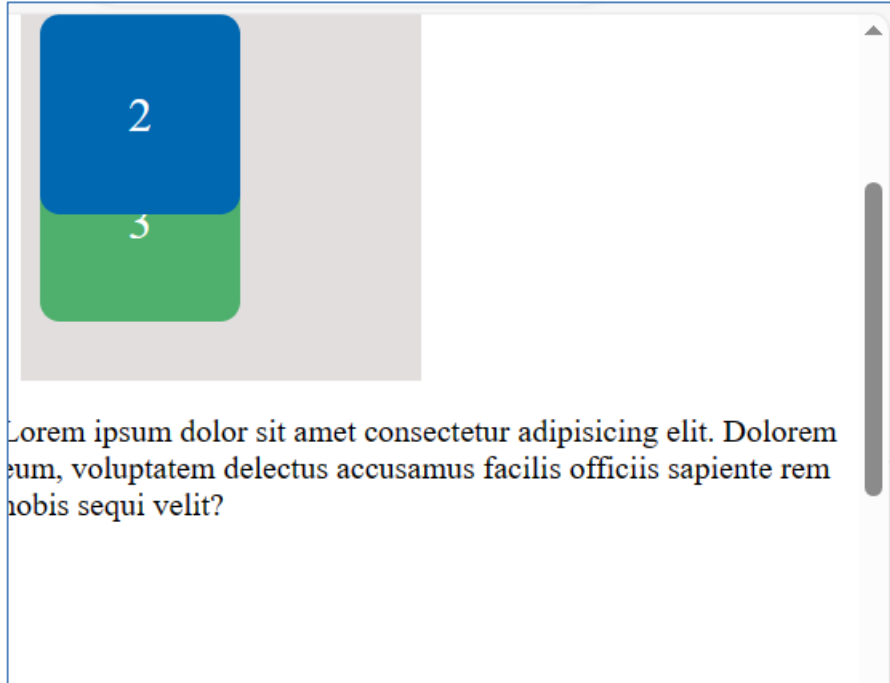 2
3
Lorem ipsum dolor sit amet consectetur adipisicing elit. Dolorem
eum, voluptatem delectus accusamus facilis officiis sapiente rem
nobis sequi velit?